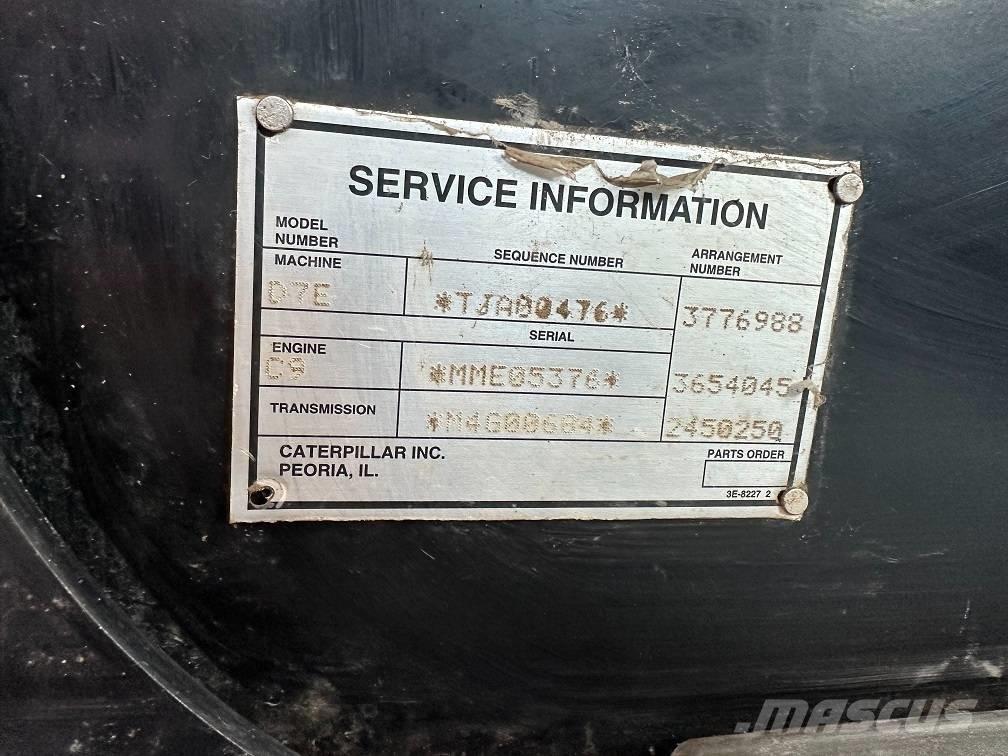 SERVICE INFORMATION
MODEL
NUMBER
SEQUENCE NUMBER
ARRANGEMENT
NUMBER
MACHINE
D7E
*TJA00476*
3776988
SERIAL
ENGINE
C9
*MME05376*
3654045
TRANSMISSION
*M4G00684*
2450250
CATERPILLAR INC.
PEORIA, IL.
PARTS ORDER
3E-8227 2
MASCUS